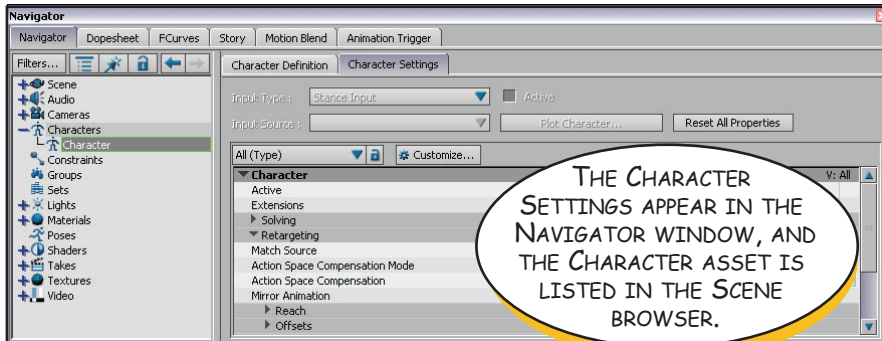 Navigator
Navigator Dopesheet FCurves Story Motion Blend Animation Trigger
Filters...
Character Definition Character Settings
Scene
Audio
Cameras
Characters
Character
Constraints
Groups
Sets
Lights
Materials
Poses
Shaders
Takes
Textures
Video
Input Type : Stance Input Active
Input Source : Plot Character... Reset All Properties
All (Type) Customize...
Character V: All
Active
Extensions
Solving
Retargeting
Match Source
Action Space Compensation Mode
Action Space Compensation
Mirror Animation
Reach
Offsets
THE CHARACTER
SETTINGS APPEAR IN THE
NAVIGATOR WINDOW, AND
THE CHARACTER ASSET IS
LISTED IN THE SCENE
BROWSER.